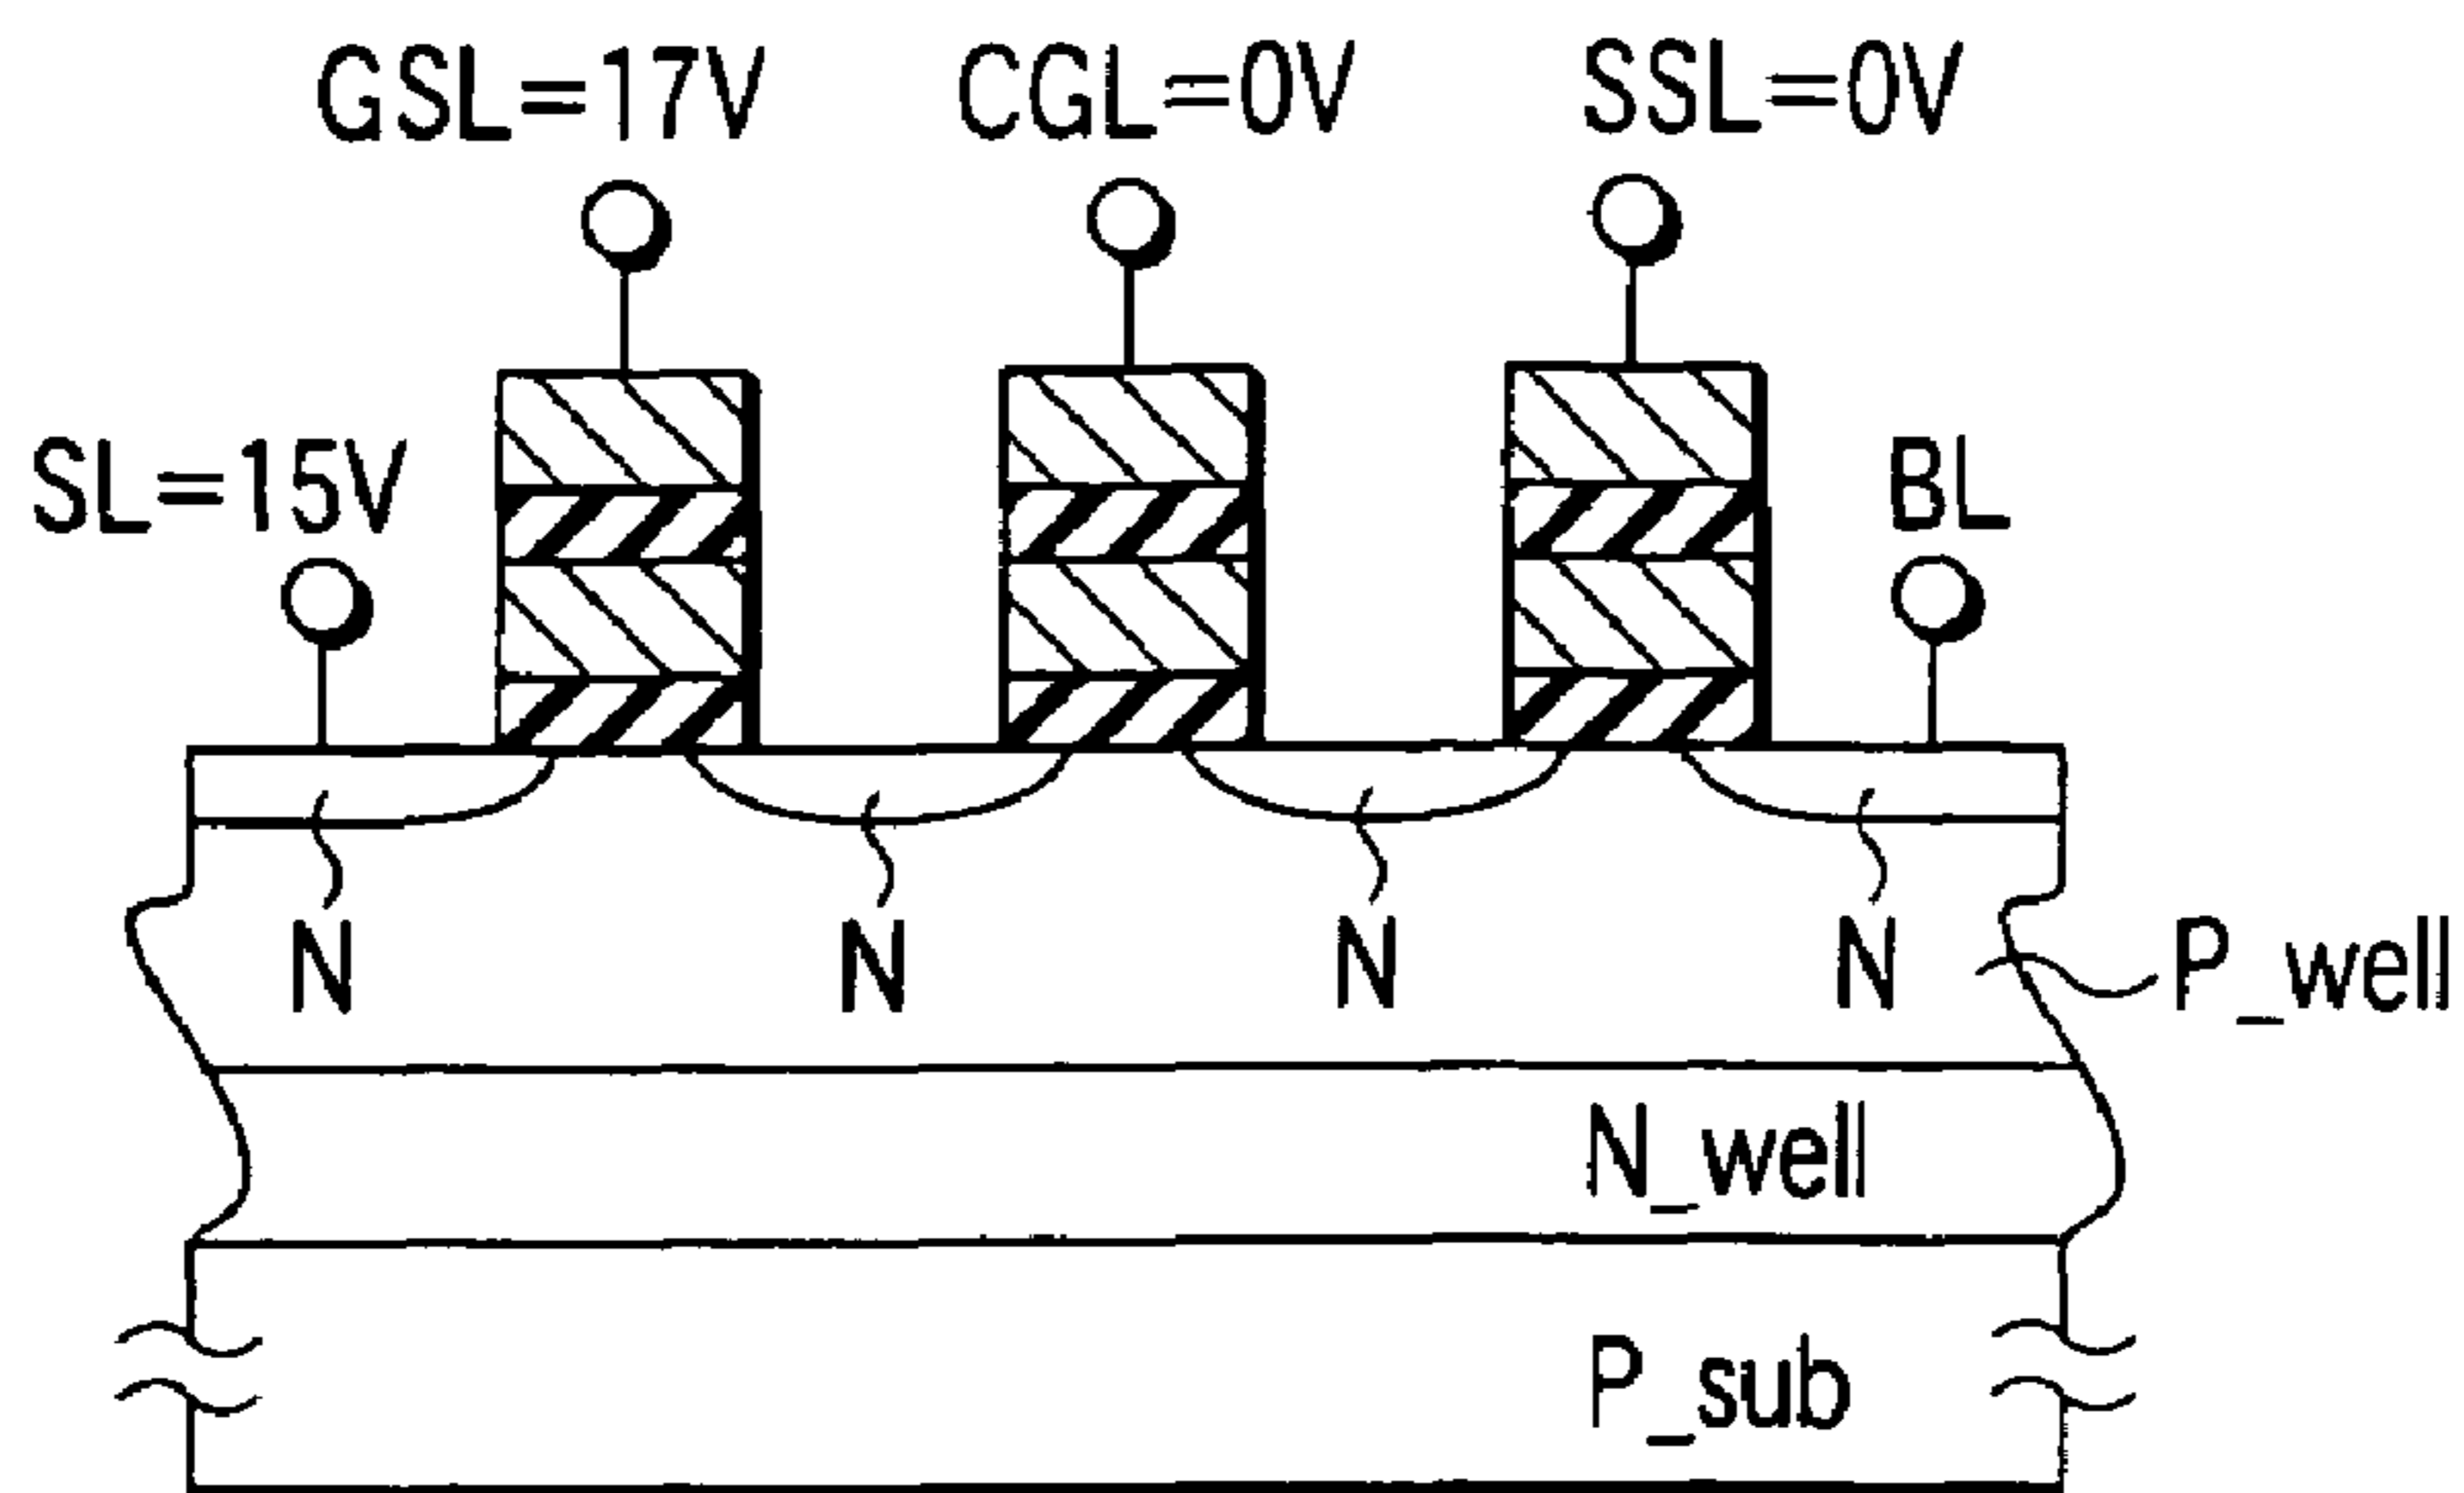 GSL=17V CGL=0V SSL=0V
SL=15V BL
N N N N P_well
N_well
P_sub